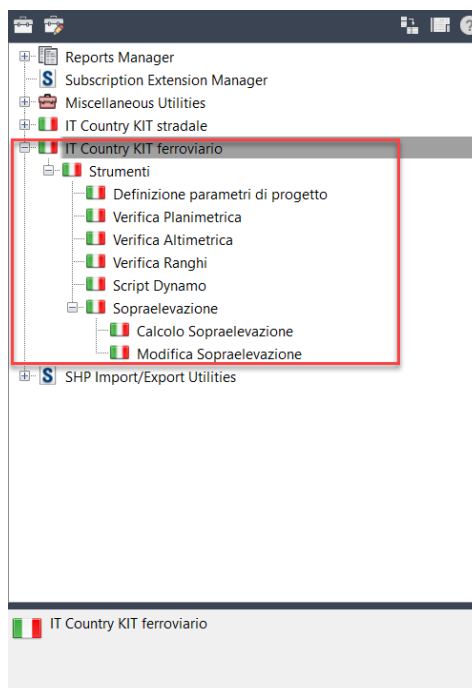 Reports Manager
Subscription Extension Manager
Miscellaneous Utilities
IT Country KIT stradale
IT Country KIT ferroviario
Strumenti
Definizione parametri di progetto
Verifica Planimetrica
Verifica Altimetrica
Verifica Ranghi
Script Dynamo
Sopraelevazione
Calcolo Sopraelevazione
Modifica Sopraelevazione
SHP Import/Export Utilities
IT Country KIT ferroviario